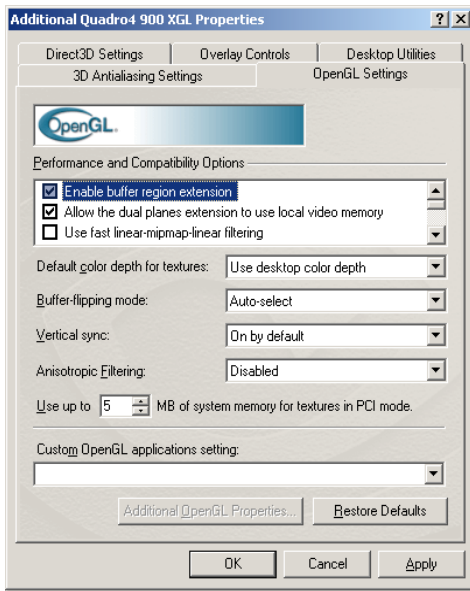 Additional Quadro4 900 XGL Properties
Direct3D Settings Overlay Controls Desktop Utilities
3D Antialiasing Settings OpenGL Settings
OpenGL.
Performance and Compatibility Options
Enable buffer region extension
Allow the dual planes extension to use local video memory
Use fast linear-mipmap-linear filtering
Default color depth for textures: Use desktop color depth
Buffer-flipping mode: Auto-select
Vertical sync: On by default
Anisotropic Filtering: Disabled
Use up to 5 MB of system memory for textures in PCI mode.
Custom OpenGL applications setting:
Additional OpenGL Properties... Restore Defaults
OK Cancel Apply